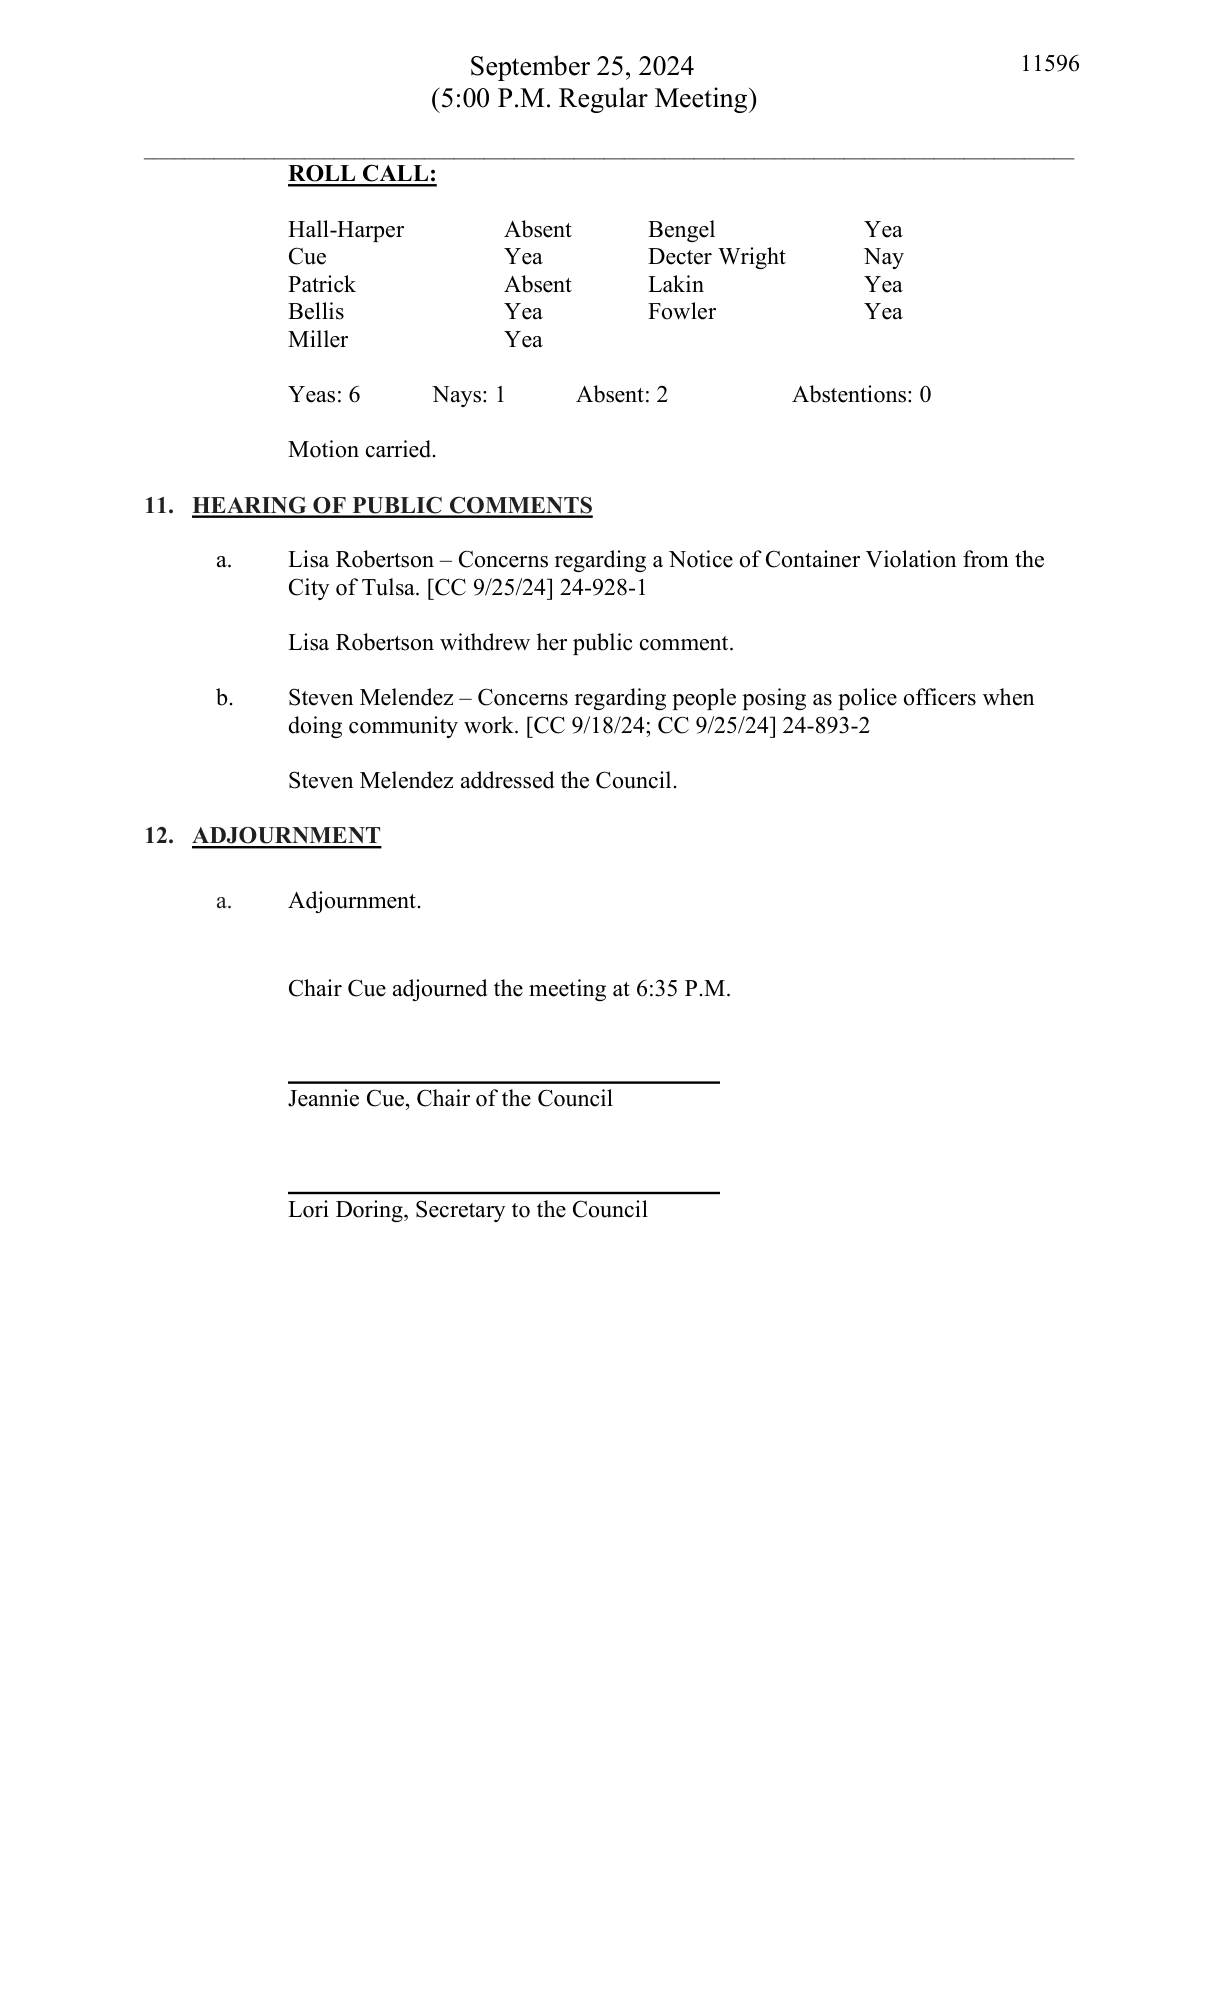 September 25, 2024
11596
(5:00 P.M. Regular Meeting)
ROLL CALL:
Hall-Harper Absent Bengel Yea
Cue Yea Decter Wright Nay
Patrick Absent Lakin Yea
Bellis Yea Fowler Yea
Miller Yea
Yeas: 6 Nays: 1 Absent: 2 Abstentions: 0
Motion carried.
11. HEARING OF PUBLIC COMMENTS
a. Lisa Robertson – Concerns regarding a Notice of Container Violation from the
City of Tulsa. [CC 9/25/24] 24-928-1
Lisa Robertson withdrew her public comment.
b. Steven Melendez – Concerns regarding people posing as police officers when
doing community work. [CC 9/18/24; CC 9/25/24] 24-893-2
Steven Melendez addressed the Council.
12. ADJOURNMENT
a. Adjournment.
Chair Cue adjourned the meeting at 6:35 P.M.
Jeannie Cue, Chair of the Council
Lori Doring, Secretary to the Council